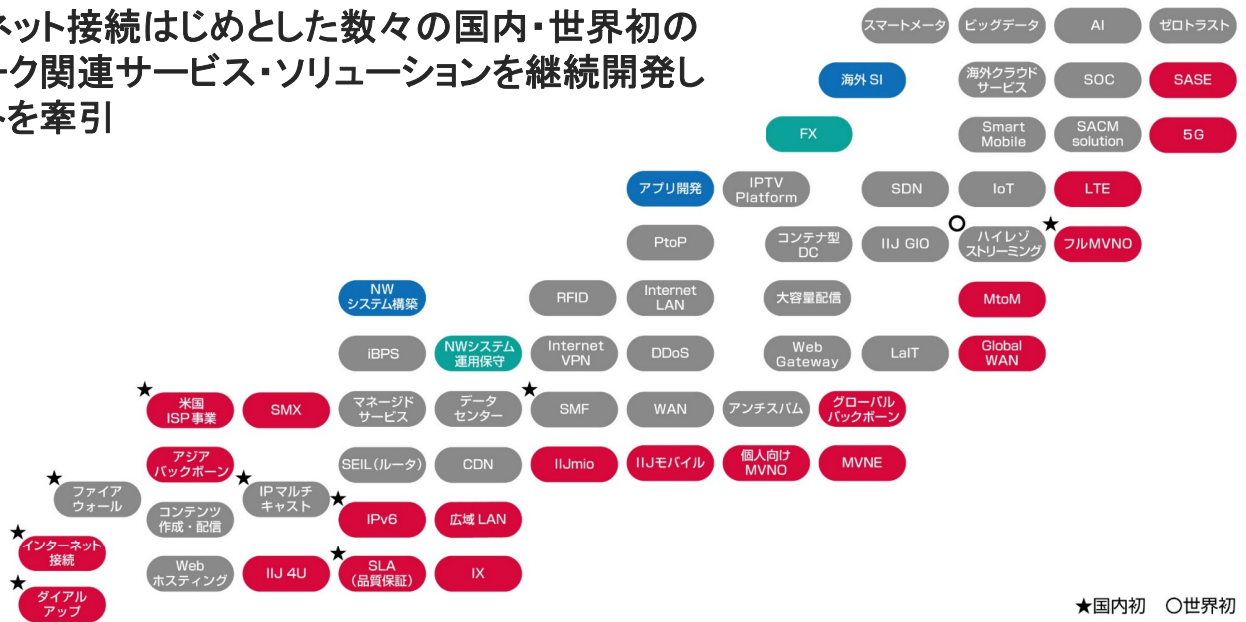 ネット接続はじめとした数々の国内・世界初の
ーク関連サービス・ソリューションを継続開発し
トを牽引
スマートメータ
ビッグデータ
AI
ゼロトラスト
海外 SI
海外クラウド
サービス
SOC
SASE
FX
Smart
Mobile
SACM
solution
5G
アプリ開発
IPTV
Platform
SDN
IoT
LTE
PtoP
コンテナ型
DC
IIJ GIO
○
ハイレゾ
ストリーミング
★
フルMVNO
NW
システム構築
RFID
Internet
LAN
大容量配信
MtoM
iBPS
NWシステム
運用保守
Internet
VPN
DDoS
Web
Gateway
LaIT
Global
WAN
★
米国
ISP事業
SMX
マネージド
サービス
データ
センター
★
SMF
WAN
アンチスパム
グローバル
バックボーン
アジア
バックボーン
SEIL(ルータ)
CDN
IIJmio
IIJモバイル
個人向け
MVNO
MVNE
★
ファイア
ウォール
コンテンツ
作成・配信
★
IPマルチ
キャスト
★
IPv6
広域 LAN
★
インターネット
接続
Web
ホスティング
IIJ 4U
★
SLA
(品質保証)
IX
★
ダイアル
アップ
★国内初 ○世界初